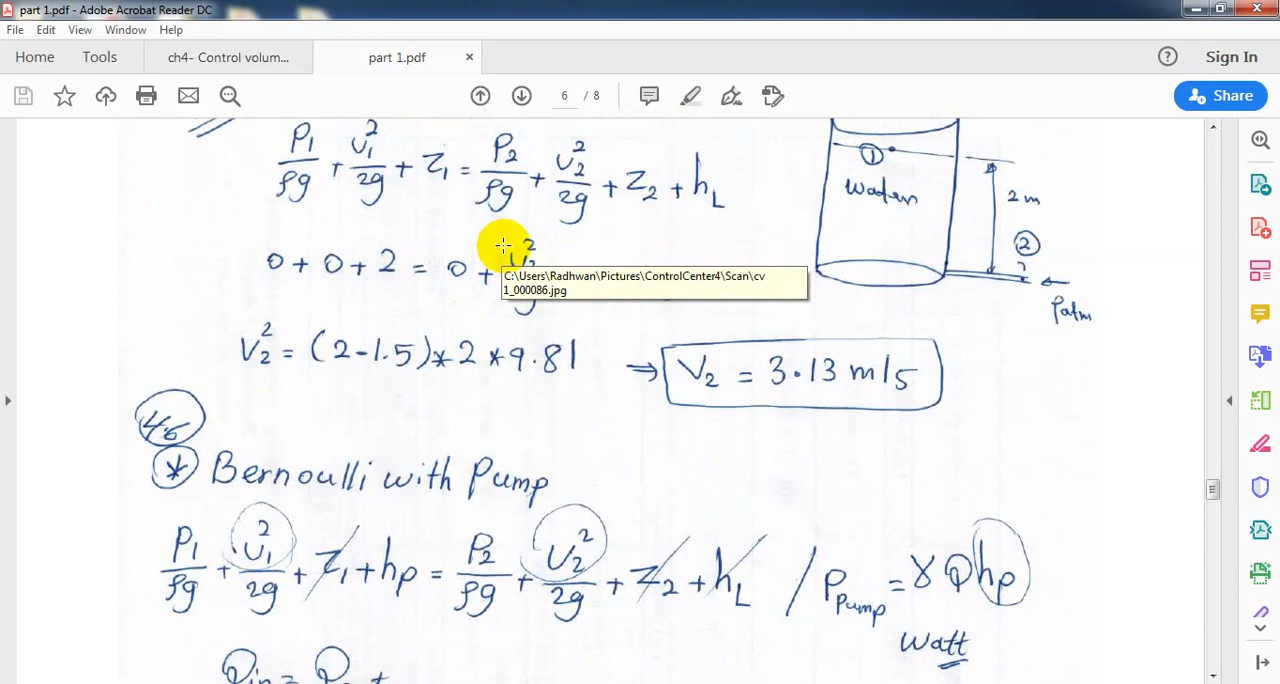 part 1.pdf - Adobe Acrobat Reader DC
File Edit View Window Help
Home Tools ch4- Control volum... part 1.pdf × Sign In
6 / 8 Share
P₁/ρg + V₁²/2g + Z₁ = P₂/ρg + V₂²/2g + Z₂ + h_L
0 + 0 + 2 = 0 +
C:\Users\Radhwan\Pictures\ControlCenter4\Scan\cv
1_000086.jpg
1
water
2 m
2
Patm
V₂² = (2-1.5)*2*9.81 ⇒ V₂ = 3.13 m/s
46
* Bernoulli with Pump
P₁/ρg + V₁²/2g + Z₁ + hp = P₂/ρg + V₂²/2g + Z₂ + h_L / P_Pump = γQhp
Watt